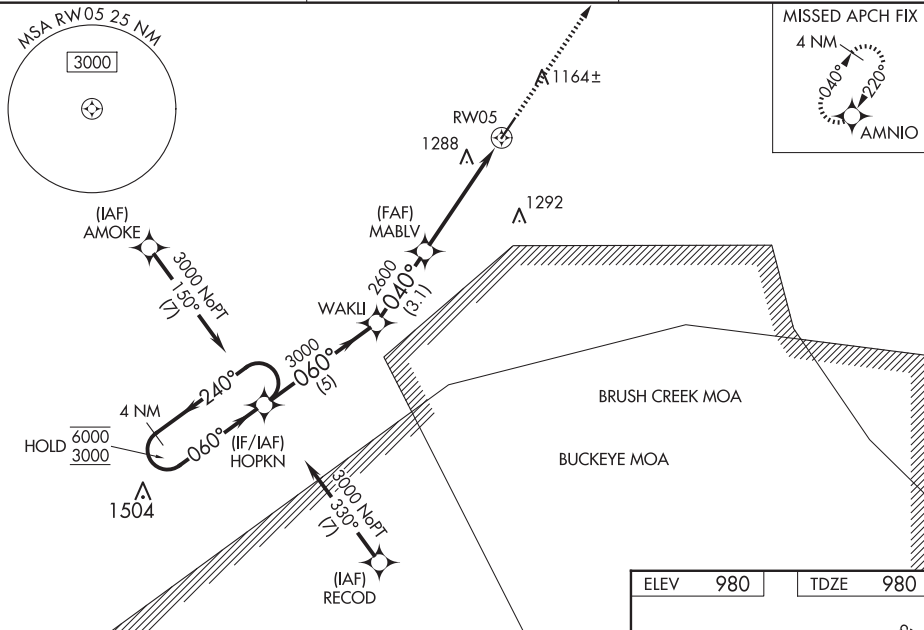 MSA RW05 25 NM
3000
MISSED APCH FIX
4 NM
040°
220°
AMNIO
1164±
RW05
1288
1292
(IAF)
AMOKE
3000 NoPT
150°
(7)
(FAF)
MABLV
2600
040°
(3.1)
WAKLI
3000
060°
(5)
240°
4 NM
060°
HOLD 6000
3000
(IF/IAF)
HOPKN
1504
3000 NoPT
330°
(7)
(IAF)
RECOD
BRUSH CREEK MOA
BUCKEYE MOA
ELEV 980
TDZE 980